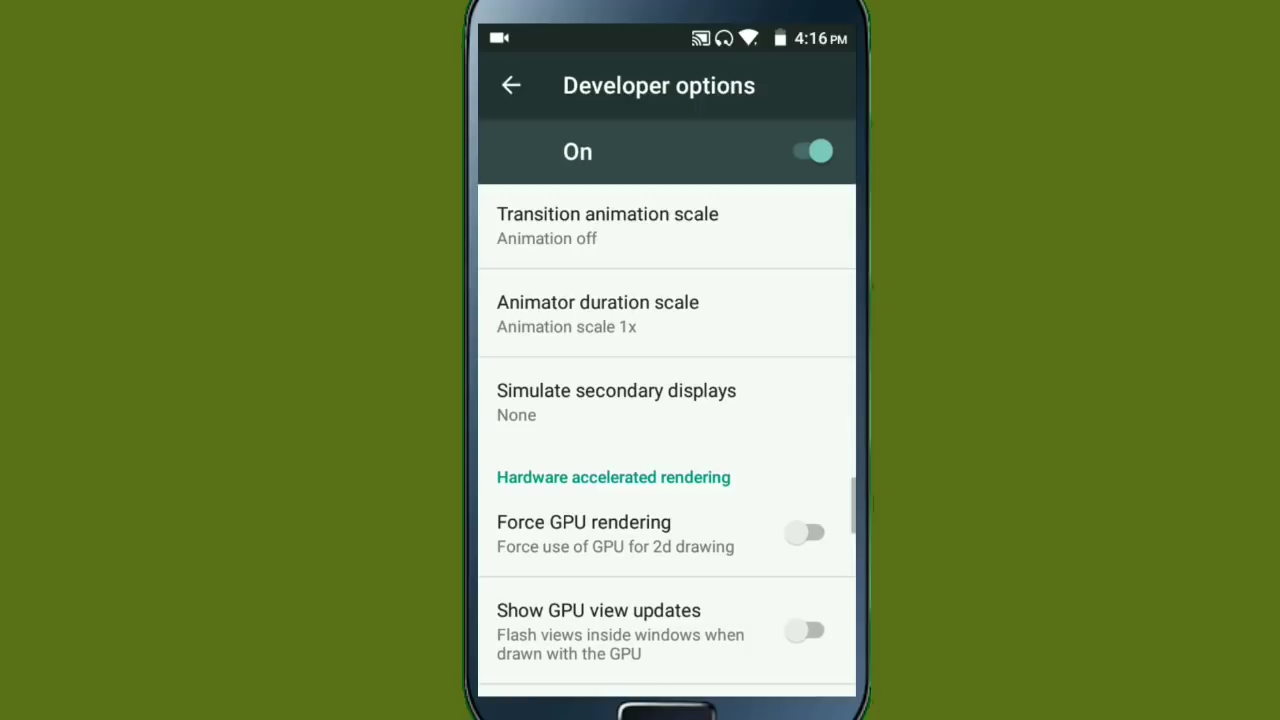 4:16 PM
Developer options
On
Transition animation scale
Animation off
Animator duration scale
Animation scale 1x
Simulate secondary displays
None
Hardware accelerated rendering
Force GPU rendering
Force use of GPU for 2d drawing
Show GPU view updates
Flash views inside windows when
drawn with the GPU